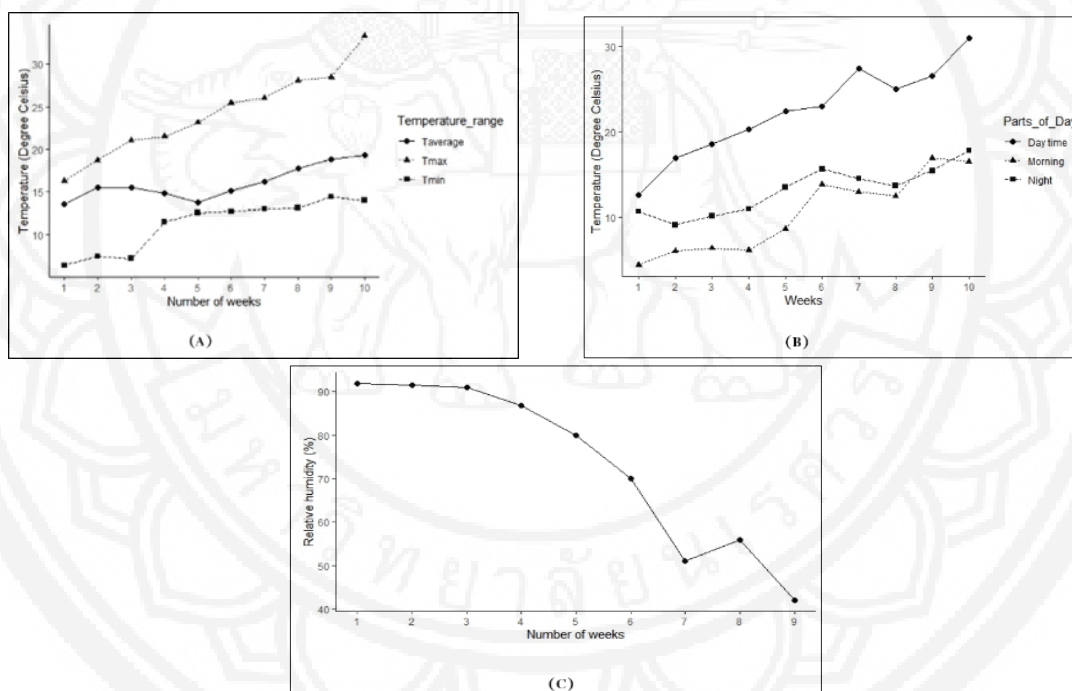 30
25
20
15
10
1 2 3 4 5 6 7 8 9 10
Temperature (Degree Celsius)
Number of weeks
Temperature_range
Taverage
Tmax
Tmin
(A)
30
20
10
1 2 3 4 5 6 7 8 9 10
Temperature (Degree Celsius)
Weeks
Parts_of_Day
Day time
Morning
Night
(B)
90
80
70
60
50
40
1 2 3 4 5 6 7 8 9
Relative humidity (%)
Number of weeks
(C)